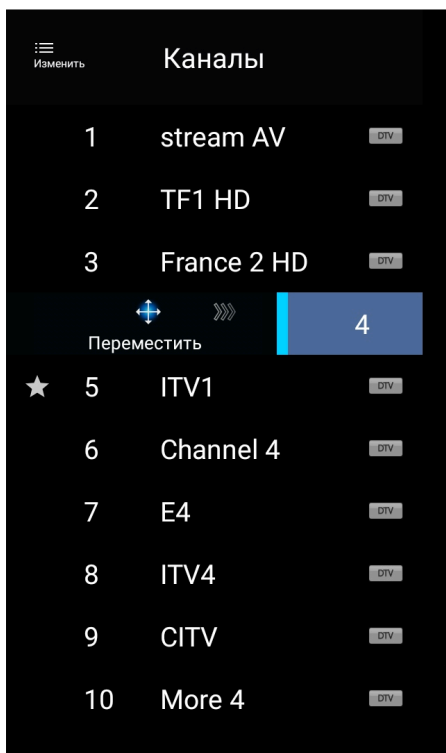 Изменить
Каналы
1 stream AV DTV
2 TF1 HD DTV
3 France 2 HD DTV
Переместить 4
5 ITV1 DTV
6 Channel 4 DTV
7 E4 DTV
8 ITV4 DTV
9 CITV DTV
10 More 4 DTV